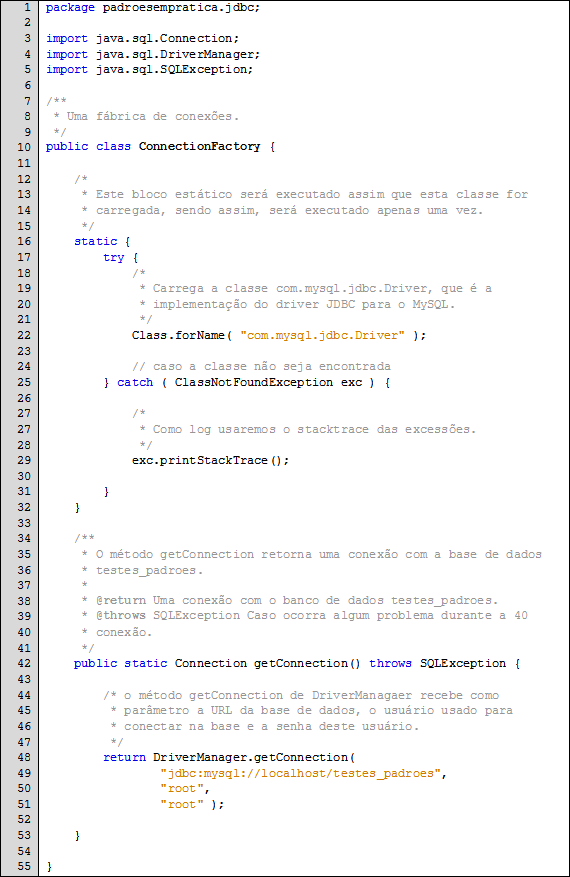 1 package padroesempratica.jdbc;
2
3 import java.sql.Connection;
4 import java.sql.DriverManager;
5 import java.sql.SQLException;
6
7 /**
8 * Uma fábrica de conexões.
9 */
10 public class ConnectionFactory {
11
12 /*
13 * Este bloco estático será executado assim que esta classe for
14 * carregada, sendo assim, será executado apenas uma vez.
15 */
16 static {
17 try {
18 /*
19 * Carrega a classe com.mysql.jdbc.Driver, que é a
20 * implementação do driver JDBC para o MySQL.
21 */
22 Class.forName( "com.mysql.jdbc.Driver" );
23
24 // caso a classe não seja encontrada
25 } catch ( ClassNotFoundException exc ) {
26
27 /*
27 * Como log usaremos o stacktrace das excessões.
28 */
29 exc.printStackTrace();
30
31 }
32 }
33
34 /**
35 * O método getConnection retorna uma conexão com a base de dados
36 * testes_padroes.
37 *
38 * @return Uma conexão com o banco de dados testes_padroes.
39 * @throws SQLException Caso ocorra algum problema durante a 40
40 * conexão.
41 */
42 public static Connection getConnection() throws SQLException {
43
44 /* o método getConnection de DriverManagaer recebe como
45 * parâmetro a URL da base de dados, o usuário usado para
46 * conectar na base e a senha deste usuário.
47 */
48 return DriverManager.getConnection(
49 "jdbc:mysql://localhost/testes_padroes",
50 "root",
51 "root" );
52
53 }
54
55 }